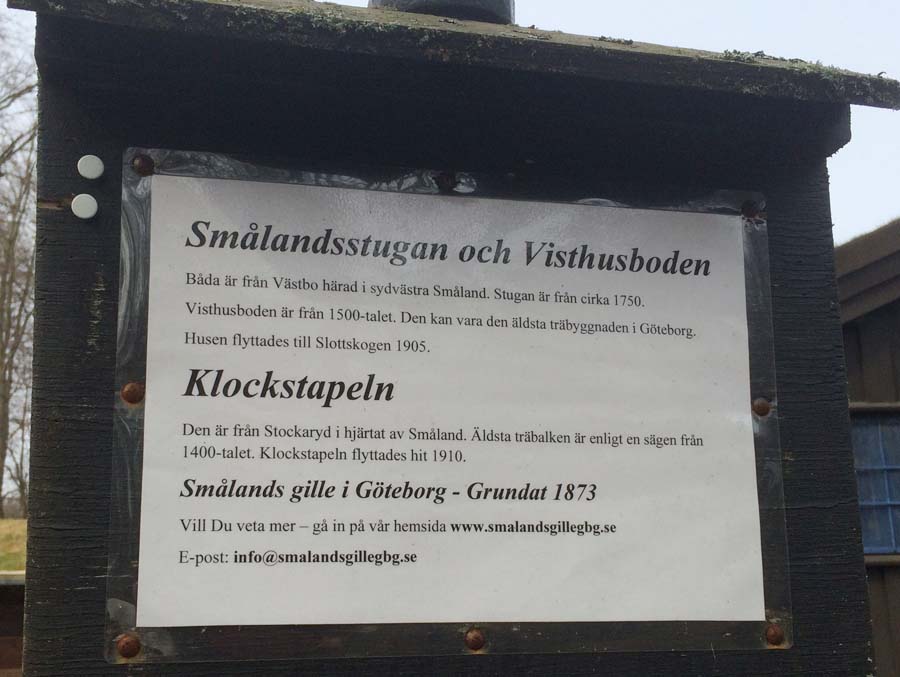 Smålandsstugan och Visthusboden
Båda är från Västbo härad i sydvästra Småland. Stugan är från cirka 1750.
Visthusboden är från 1500-talet. Den kan vara den äldsta träbyggnaden i Göteborg.
Husen flyttades till Slottskogen 1905.
Klockstapeln
Den är från Stockaryd i hjärtat av Småland. Äldsta träbalken är enligt en sägen från
1400-talet. Klockstapeln flyttades hit 1910.
Smålands gille i Göteborg - Grundat 1873
Vill Du veta mer – gå in på vår hemsida www.smalandsgillegbg.se
E-post: info@smalandsgillegbg.se